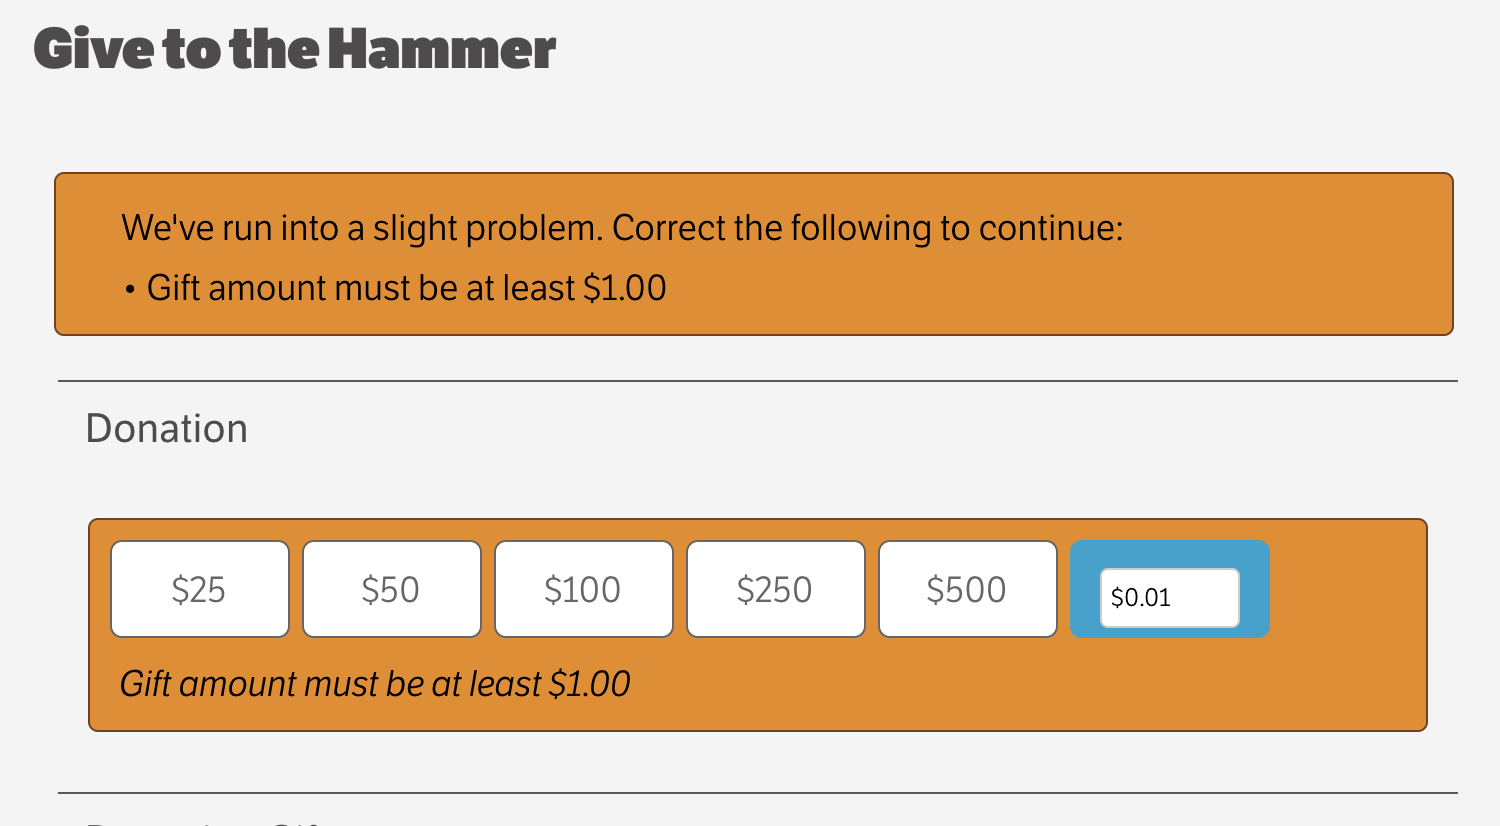 Give to the Hammer
We've run into a slight problem. Correct the following to continue:
• Gift amount must be at least $1.00
Donation
$25
$50
$100
$250
$500
$0.01
Gift amount must be at least $1.00